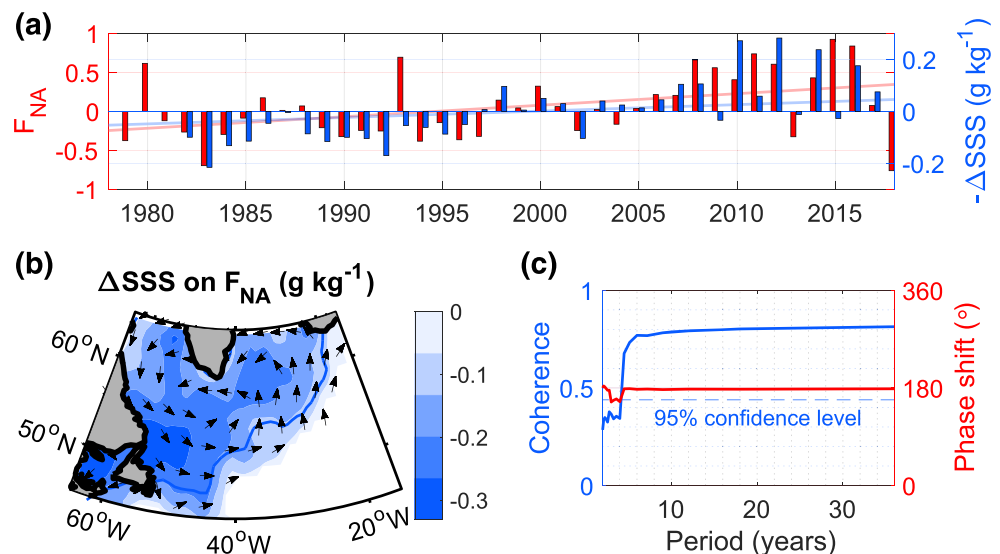 (a)
1
0.5
0
-0.5
-1
F_NA
0.2
0
-0.2
-ΔSSS (g kg⁻¹)
1980 1985 1990 1995 2000 2005 2010 2015
(b)
ΔSSS on F_NA (g kg⁻¹)
60°N
50°N
60°W
40°W
20°W
0
-0.1
-0.2
-0.3
(c)
1
0.5
0
Coherence
95% confidence level
360
180
0
Phase shift (°)
10 20 30
Period (years)